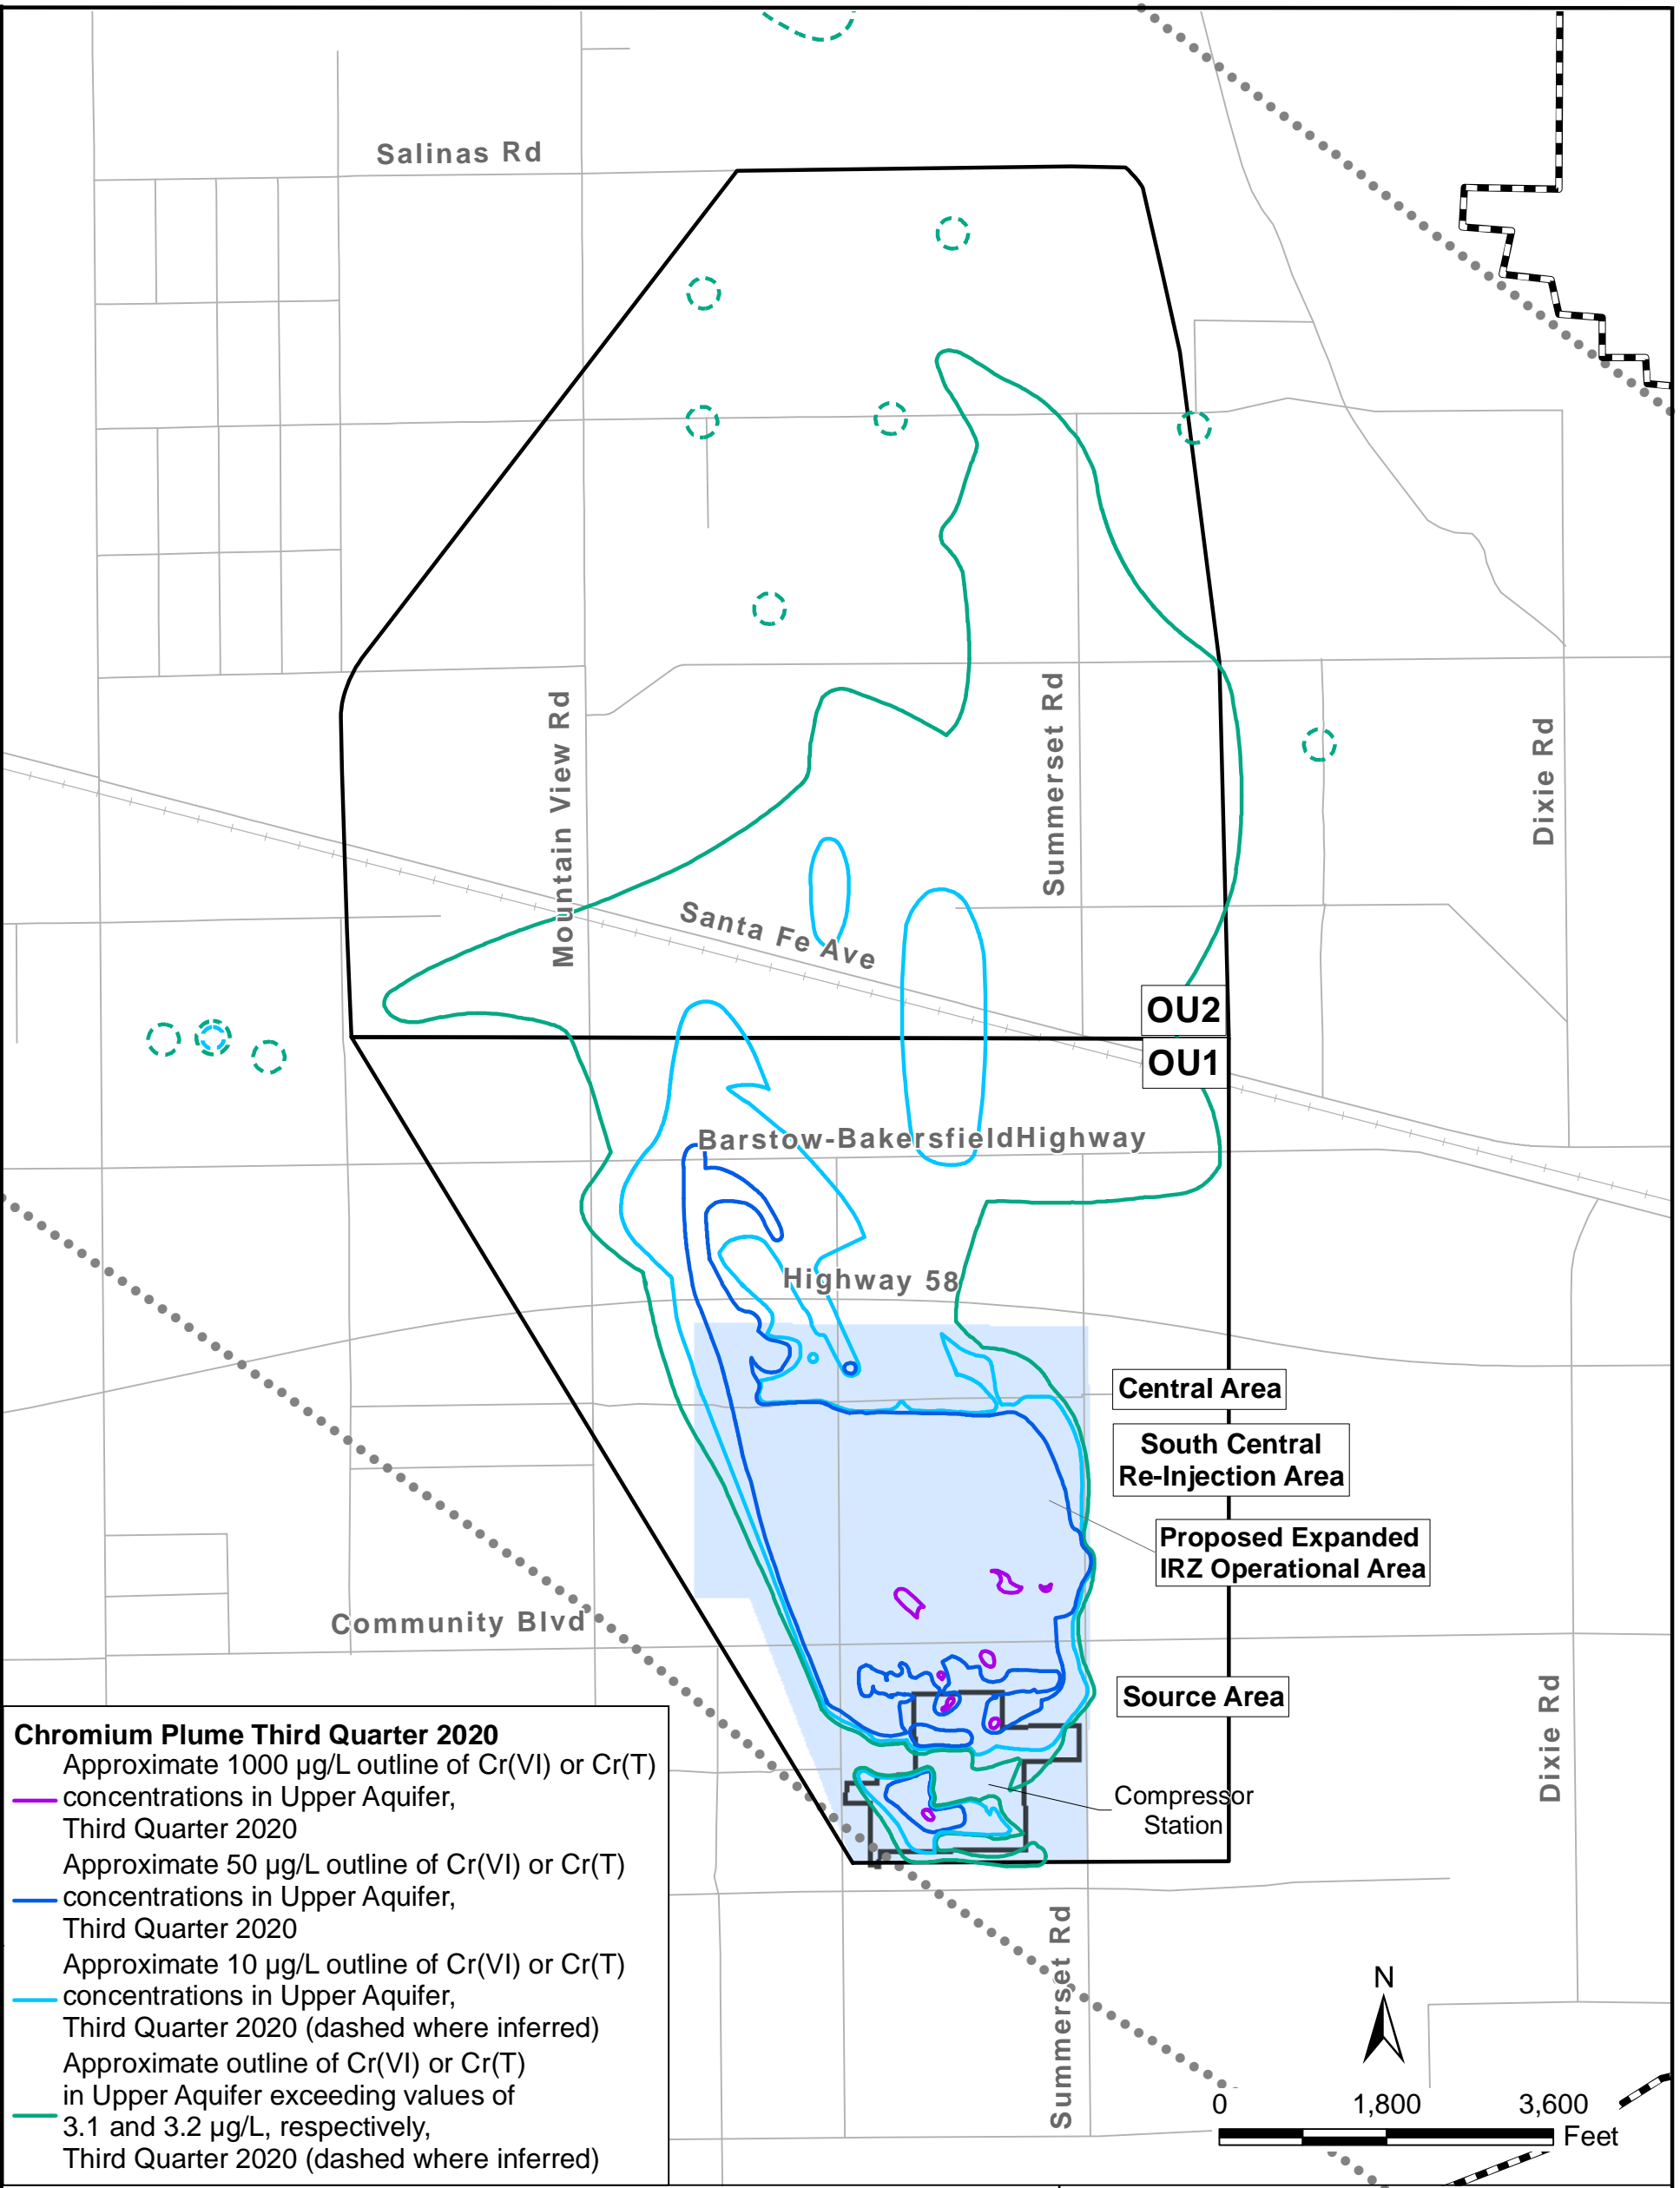 Salinas Rd
Mountain View Rd
Summerset Rd
Dixie Rd
Santa Fe Ave
OU2
OU1
Barstow-BakersfieldHighway
Highway 58
Central Area
South Central
Re-Injection Area
Proposed Expanded
IRZ Operational Area
Community Blvd
Source Area
Dixie Rd
Compressor
Station
Summerset Rd
Chromium Plume Third Quarter 2020
Approximate 1000 µg/L outline of Cr(VI) or Cr(T)
concentrations in Upper Aquifer,
Third Quarter 2020
Approximate 50 µg/L outline of Cr(VI) or Cr(T)
concentrations in Upper Aquifer,
Third Quarter 2020
Approximate 10 µg/L outline of Cr(VI) or Cr(T)
concentrations in Upper Aquifer,
Third Quarter 2020 (dashed where inferred)
Approximate outline of Cr(VI) or Cr(T)
in Upper Aquifer exceeding values of
3.1 and 3.2 µg/L, respectively,
Third Quarter 2020 (dashed where inferred)
N
0 1,800 3,600
Feet